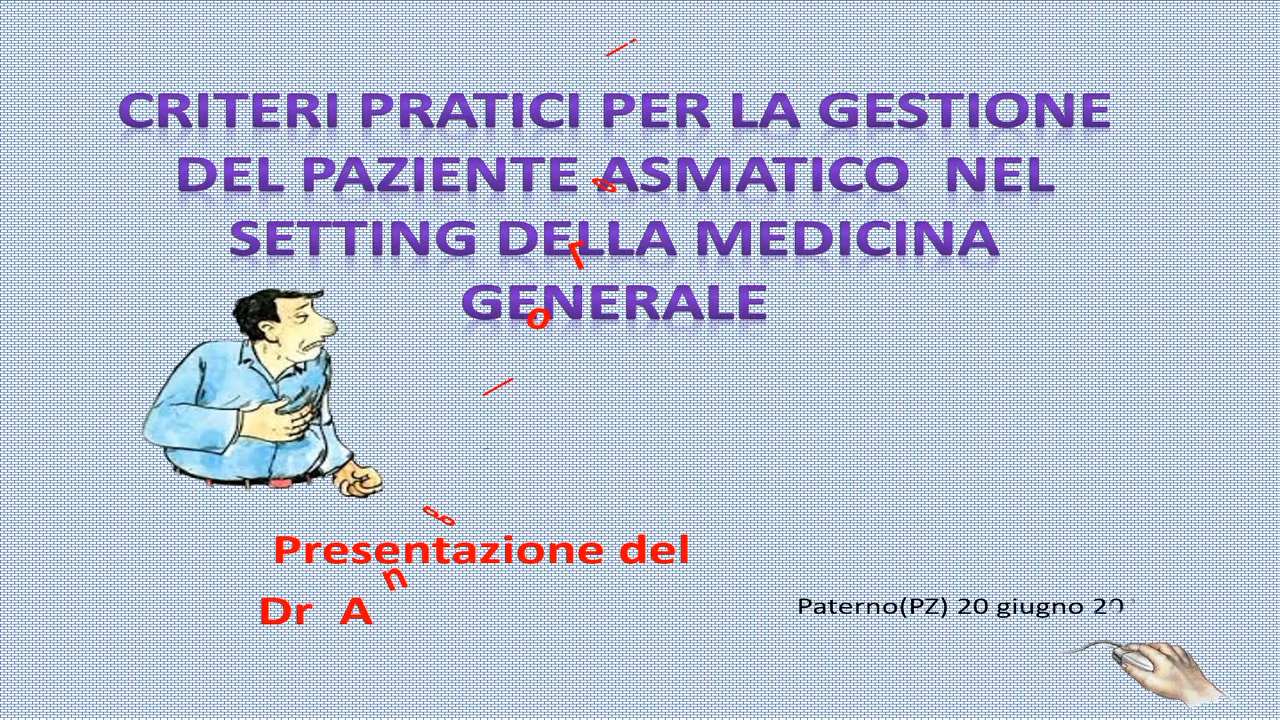 CRITERI PRATICI PER LA GESTIONE
DEL PAZIENTE ASMATICO NEL
SETTING DELLA MEDICINA
GENERALE
Presentazione del
Dr A
Paterno(PZ) 20 giugno